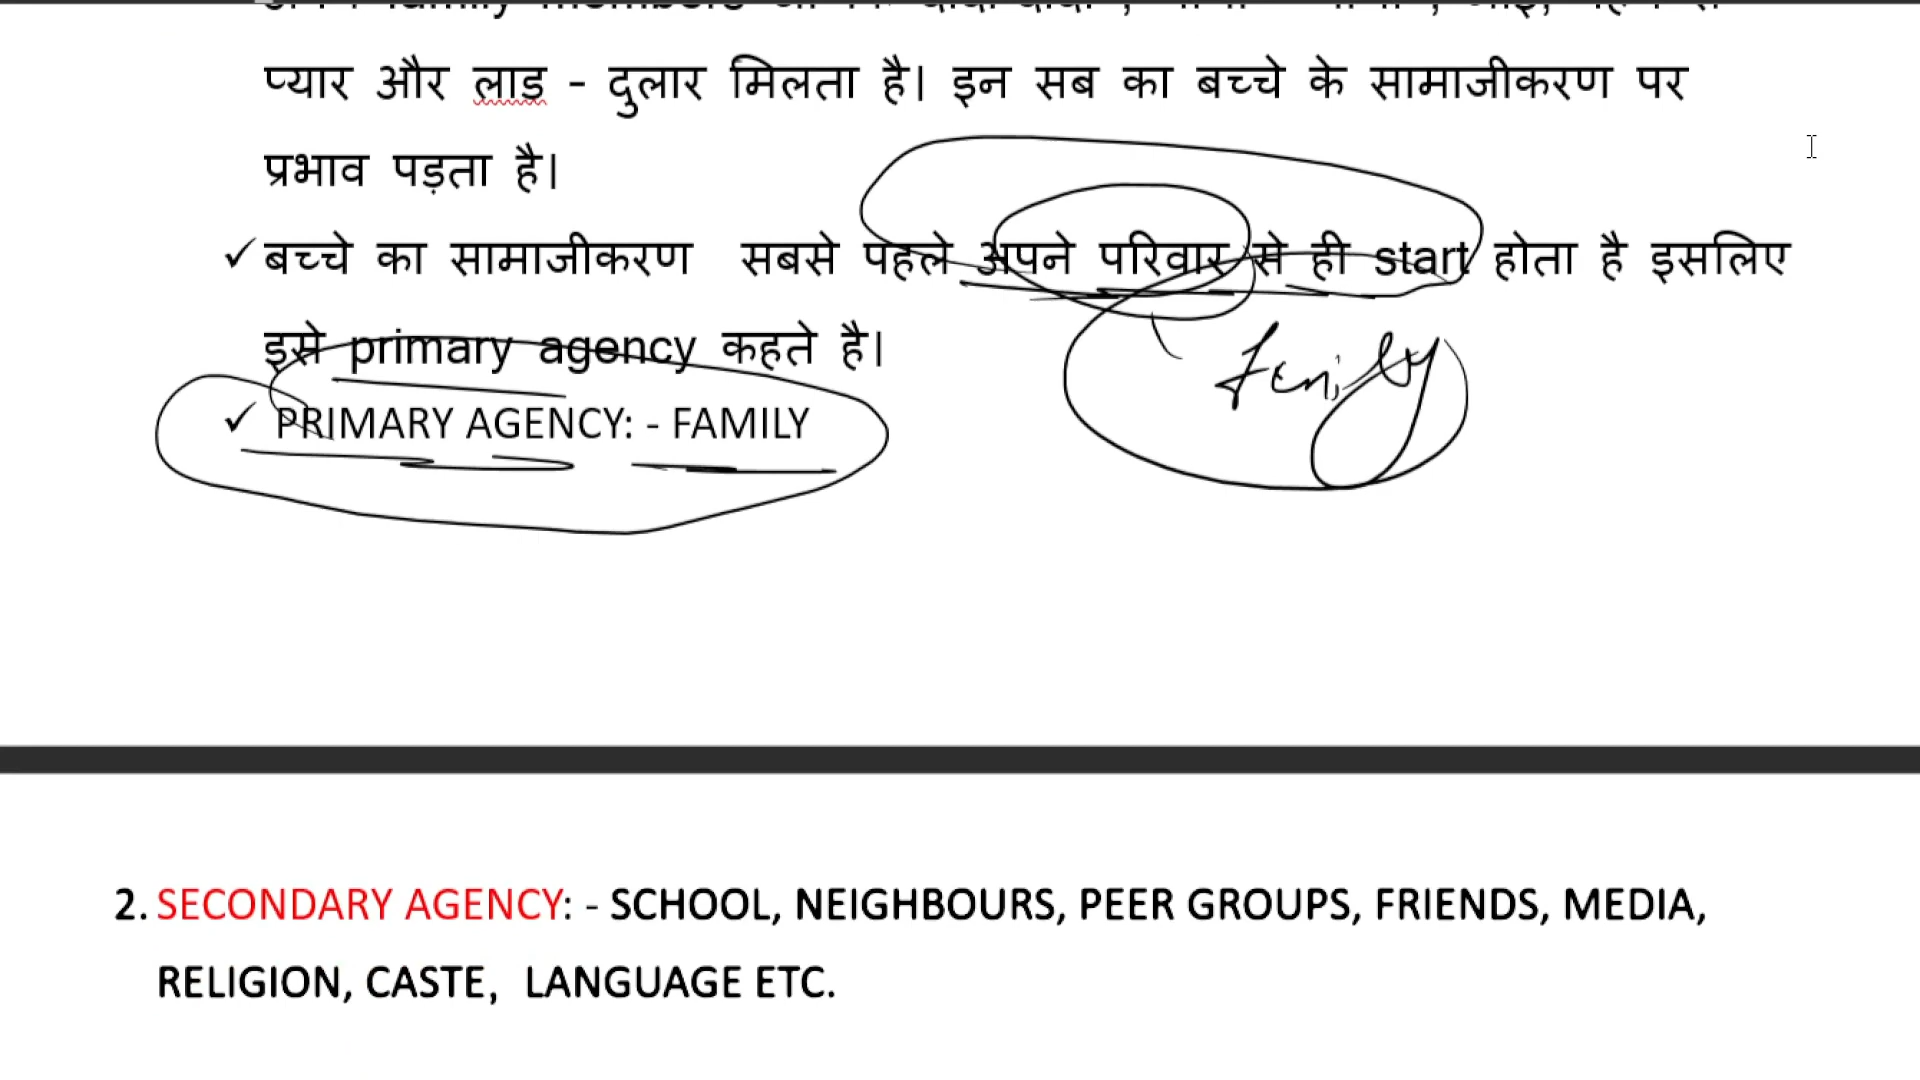 family members
प्यार और लाड़ - दुलार मिलता है। इन सब का बच्चे के सामाजीकरण पर
प्रभाव पड़ता है।
✓ बच्चे का सामाजीकरण सबसे पहले अपने परिवार से ही start होता है इसलिए
इसे primary agency कहते है।
Family
✓ PRIMARY AGENCY: - FAMILY
2. SECONDARY AGENCY: - SCHOOL, NEIGHBOURS, PEER GROUPS, FRIENDS, MEDIA,
RELIGION, CASTE, LANGUAGE ETC.